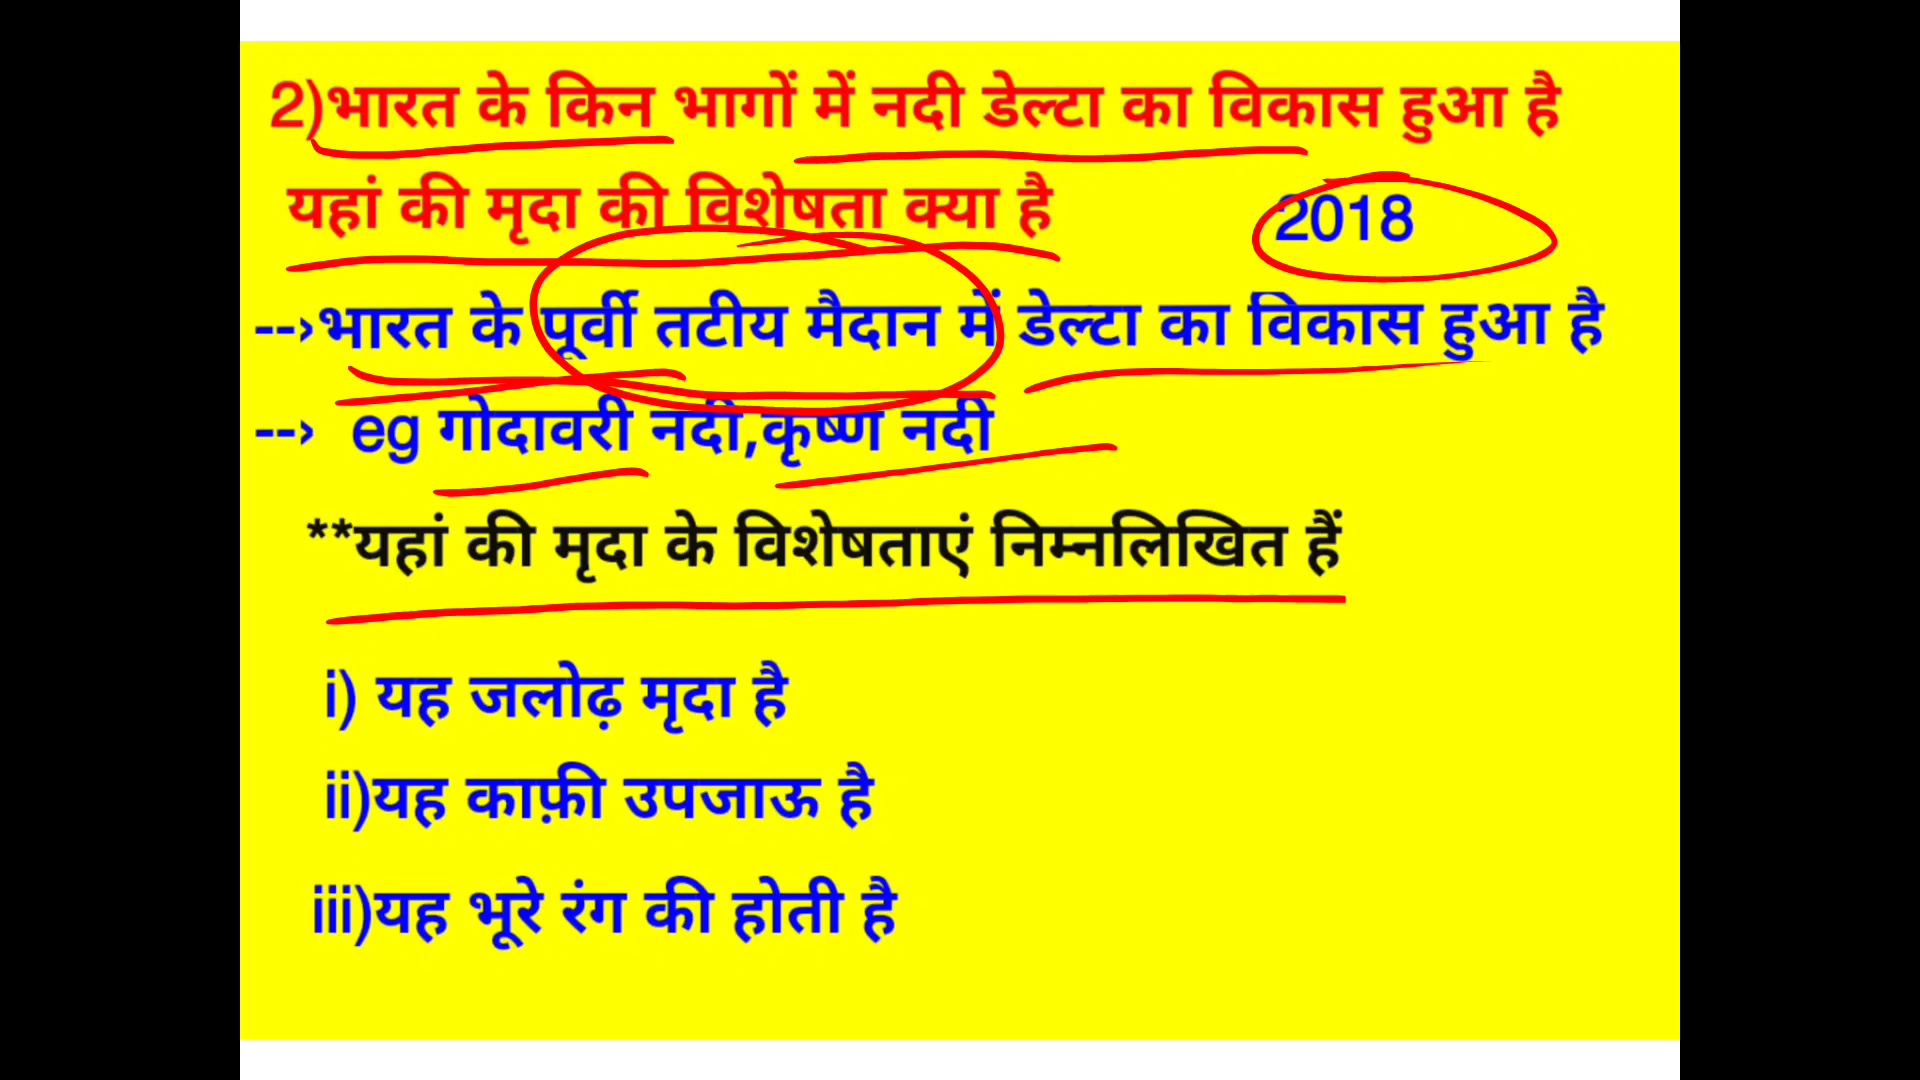 2)भारत के किन भागों में नदी डेल्टा का विकास हुआ है
यहां की मृदा की विशेषता क्या है 2018
-->भारत के पूर्वी तटीय मैदान में डेल्टा का विकास हुआ है
--> eg गोदावरी नदी,कृष्ण नदी
**यहां की मृदा के विशेषताएं निम्नलिखित हैं
i) यह जलोढ़ मृदा है
ii)यह काफ़ी उपजाऊ है
iii)यह भूरे रंग की होती है